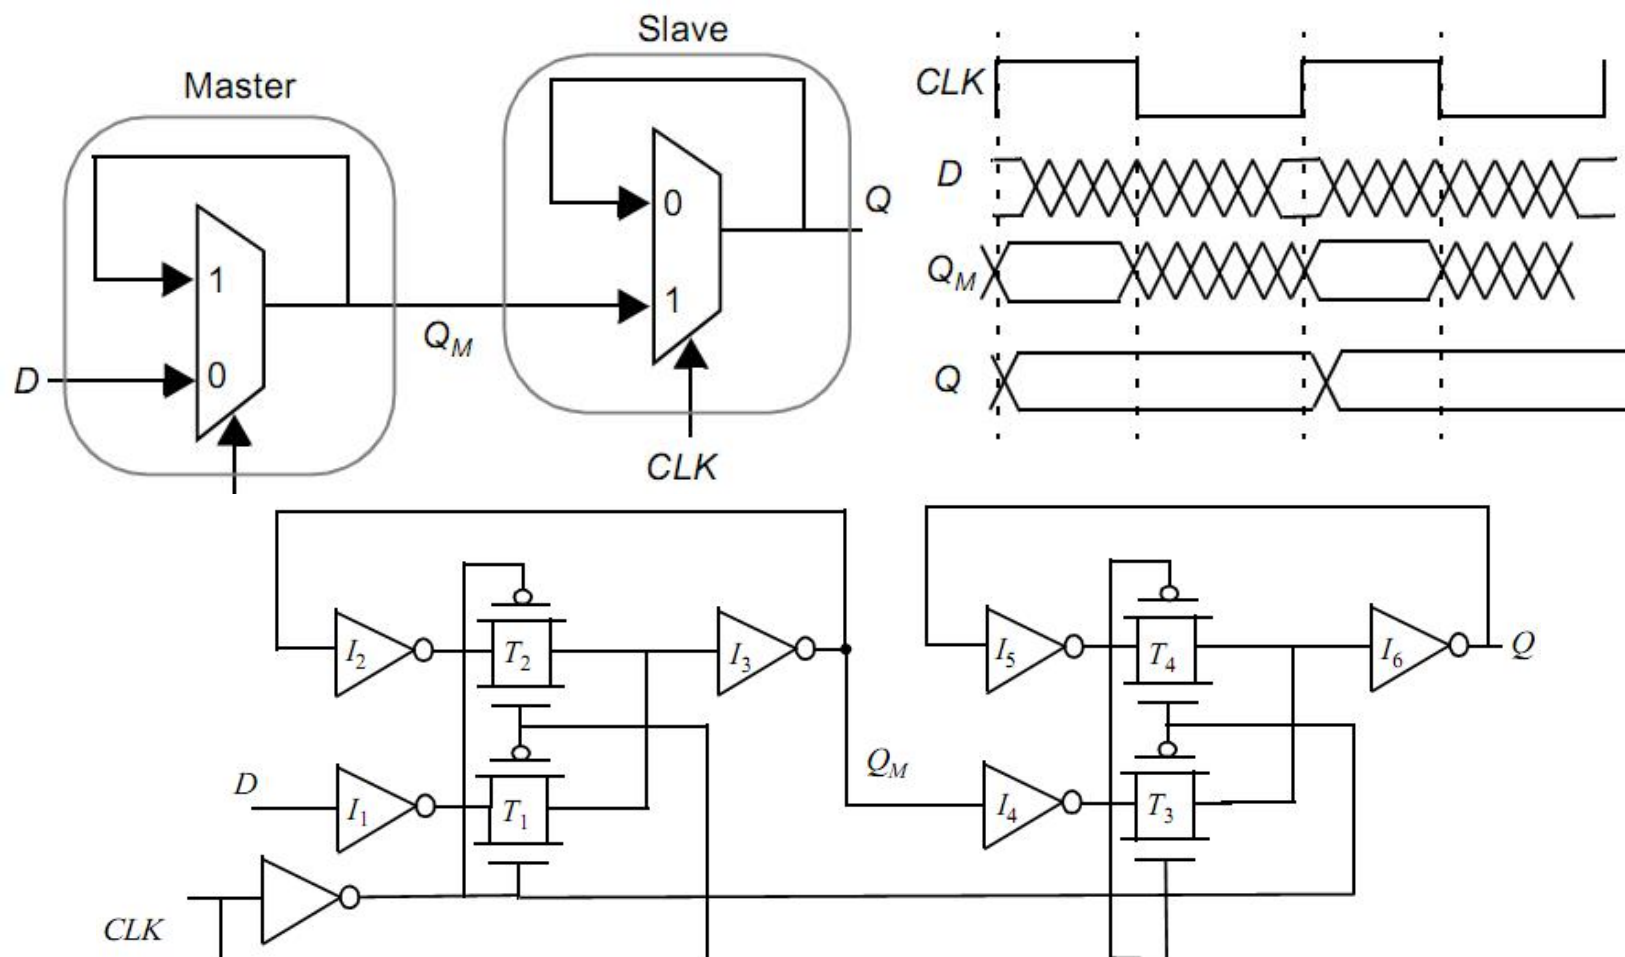 Slave
Master
0
1
Q
1
0
Q_M
D
CLK
CLK
D
Q_M
Q
I_2
T_2
I_3
I_5
T_4
I_6
Q
D
I_1
T_1
Q_M
I_4
T_3
CLK